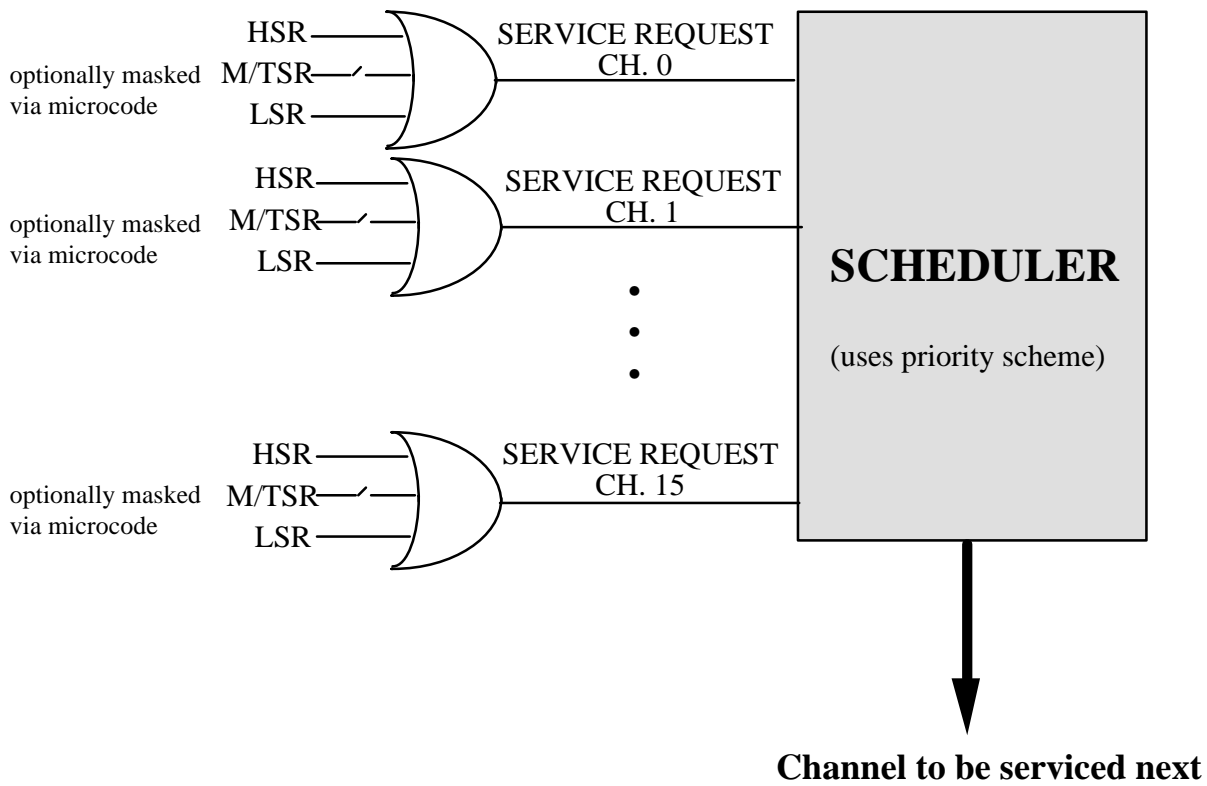 HSR
optionally masked
via microcode
M/TSR
LSR
SERVICE REQUEST
CH. 0
HSR
optionally masked
via microcode
M/TSR
LSR
SERVICE REQUEST
CH. 1
SCHEDULER
(uses priority scheme)
HSR
optionally masked
via microcode
M/TSR
LSR
SERVICE REQUEST
CH. 15
Channel to be serviced next